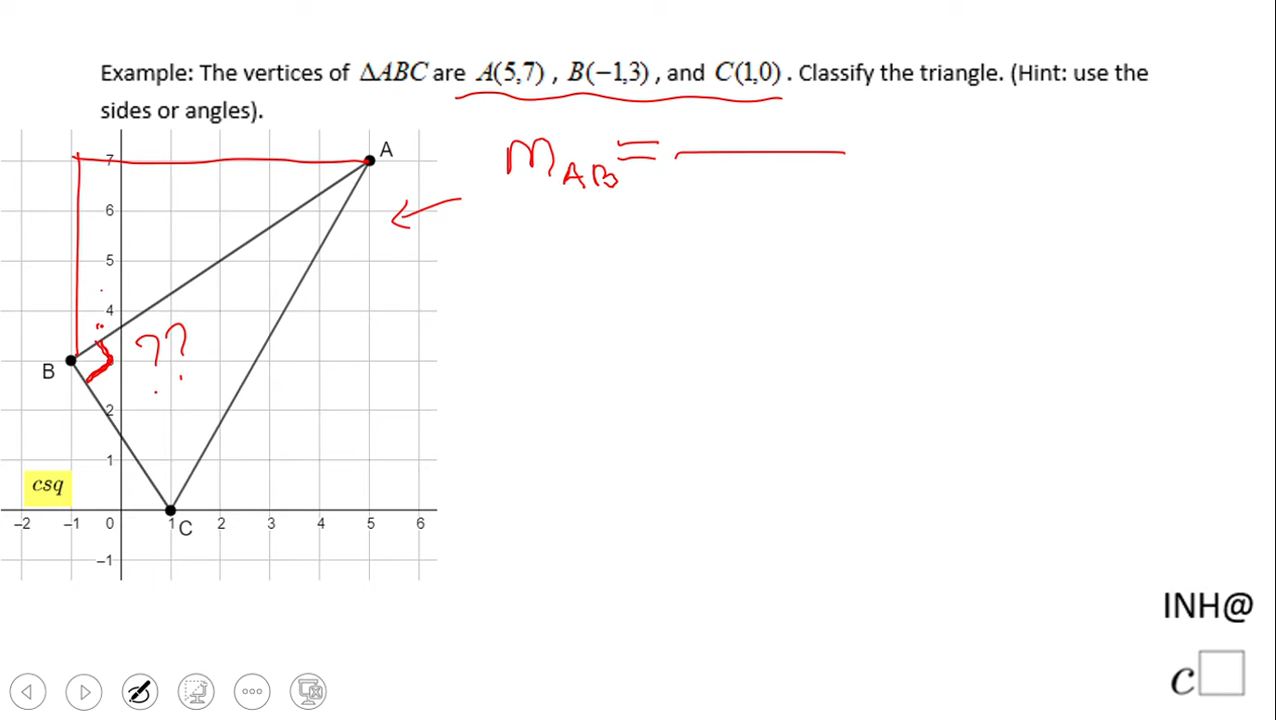 Example: The vertices of ΔABC are A(5,7) , B(−1,3) , and C(1,0) . Classify the triangle. (Hint: use the
sides or angles).
m_AB =
A
7
6
5
4
??
B
2
1
csq
−2 −1 0 1 C 2 3 4 5 6
−1
INH@
c□